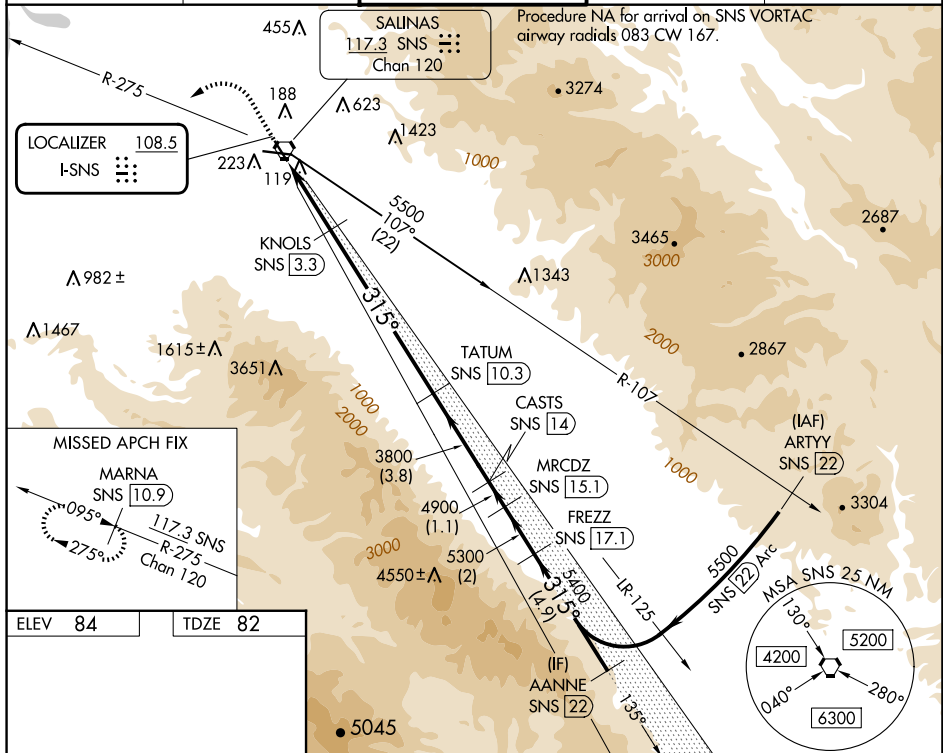 Procedure NA for arrival on SNS VORTAC
airway radials 083 CW 167.
SALINAS
117.3 SNS
Chan 120
455
R-275
188
623
3274
1423
LOCALIZER 108.5
I-SNS
223
119
1000
5500
107°
(22)
2687
KNOLS
SNS 3.3
3465
3000
982 ±
1343
315°
1467
1615±
3651
TATUM
SNS 10.3
2000
2867
R-107
1000
2000
CASTS
SNS 14
(IAF)
ARTYY
SNS 22
MISSED APCH FIX
MARNA
SNS 10.9
095°
117.3 SNS
R-275
Chan 120
275°
3800
(3.8)
MRCDZ
SNS 15.1
1000
3304
4900
(1.1)
FREZZ
SNS 17.1
3000
5300
(2)
4550±
5400
(4.9)
315°
LR-125
5500
SNS 22 Arc
MSA SNS 25 NM
130°
5200
4200
040°
280°
6300
ELEV 84
TDZE 82
(IF)
AANNE
SNS 22
135°
5045